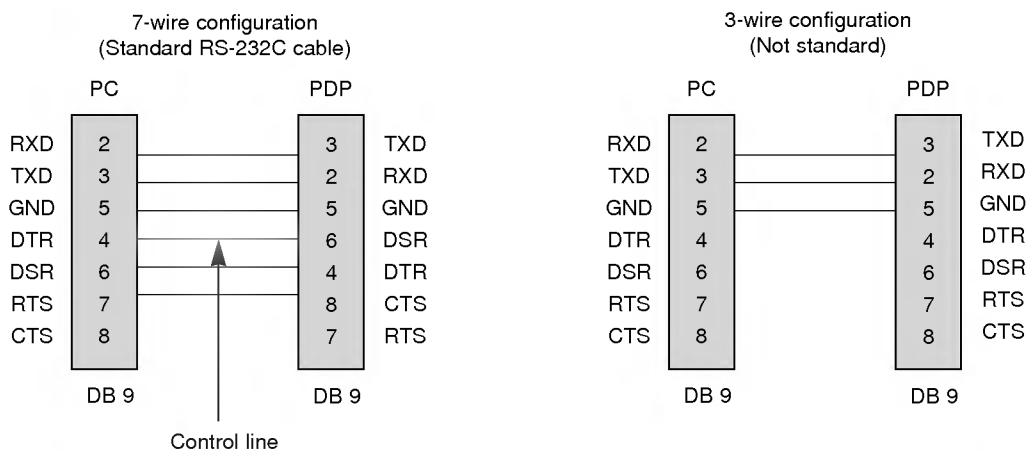 7-wire configuration
(Standard RS-232C cable)
PC PDP
RXD 2 3 TXD
TXD 3 2 RXD
GND 5 5 GND
DTR 4 6 DSR
DSR 6 4 DTR
RTS 7 8 CTS
CTS 8 7 RTS
DB 9 DB 9
Control line
3-wire configuration
(Not standard)
PC PDP
RXD 2 3 TXD
TXD 3 2 RXD
GND 5 5 GND
DTR 4 4 DTR
DSR 6 6 DSR
RTS 7 7 RTS
CTS 8 8 CTS
DB 9 DB 9